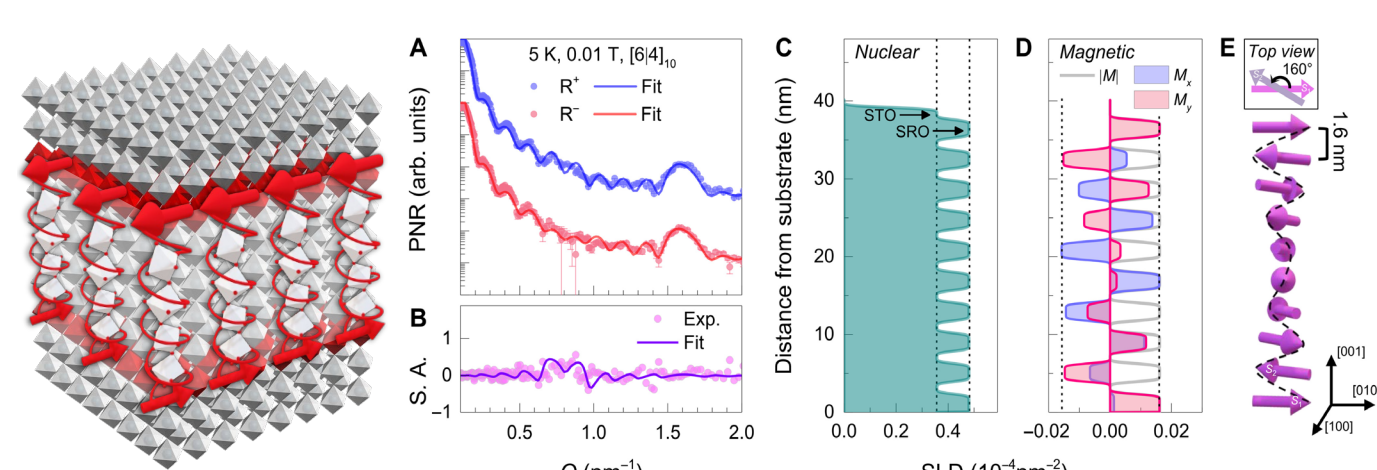 A
5 K, 0.01 T, [6|4]10
R+ Fit
R− Fit
PNR (arb. units)
B
Exp.
Fit
S. A.
1
0
−1
0.5 1.0 1.5 2.0
C
Nuclear
STO
SRO
Distance from substrate (nm)
40
30
20
10
0
0.0 0.4
D
Magnetic
|M|
Mx
My
−0.02 0.00 0.02
E
Top view
160°
1.6 nm
S2
S1
[001]
[010
[100]